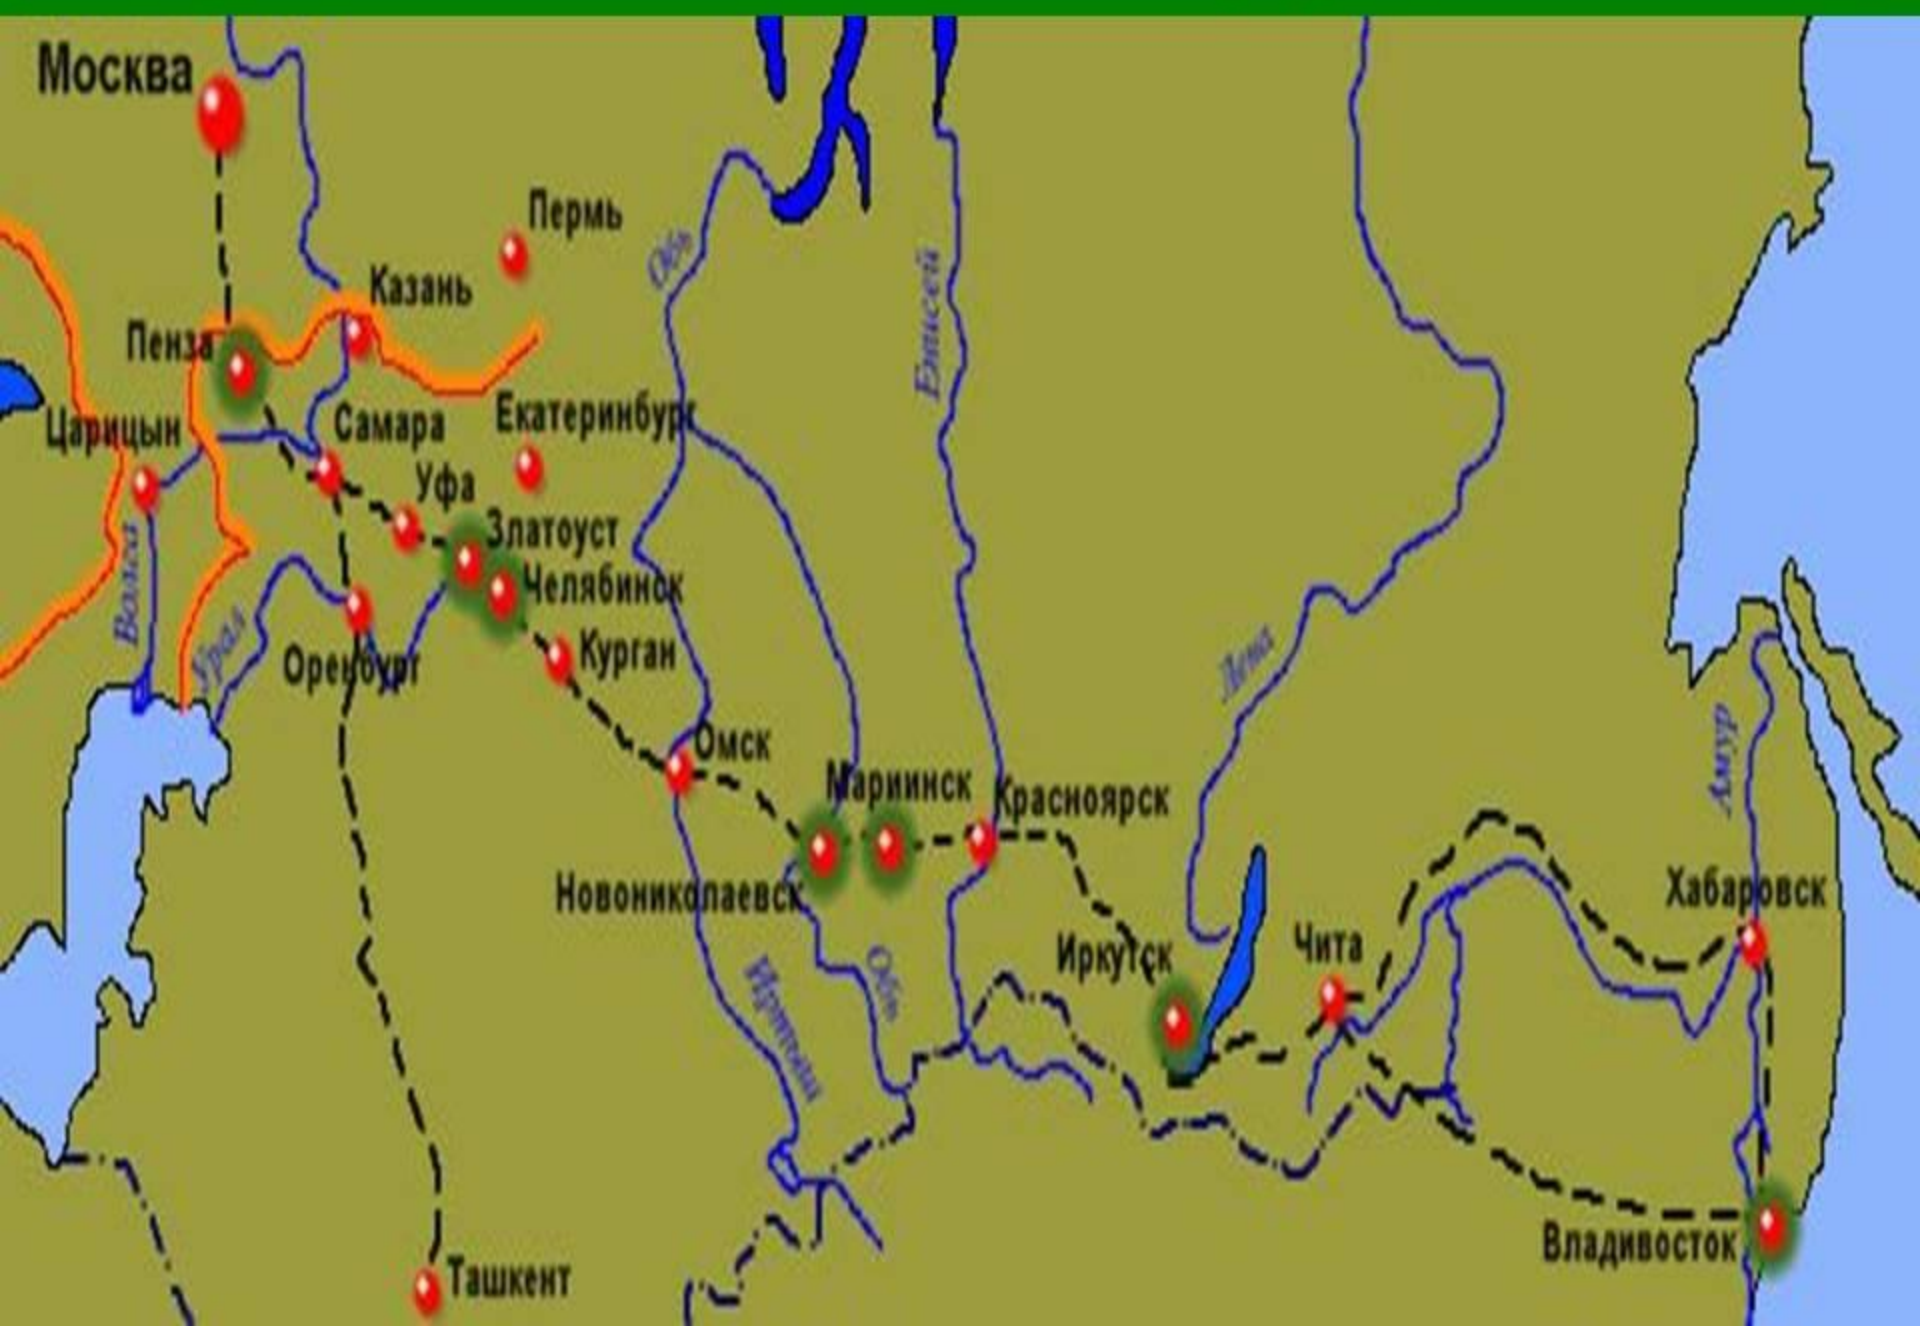 Москва
Пермь
Обь
Казань
Енисей
Пенза
Царицын
Самара
Екатеринбург
Уфа
Златоуст
Волга
Челябинск
Урал
Оренбург
Курган
Лена
Омск
Амур
Мариинск
Красноярск
Новониколаевск
Хабаровск
Иркутск
Чита
Обь
Иртыш
Владивосток
Ташкент